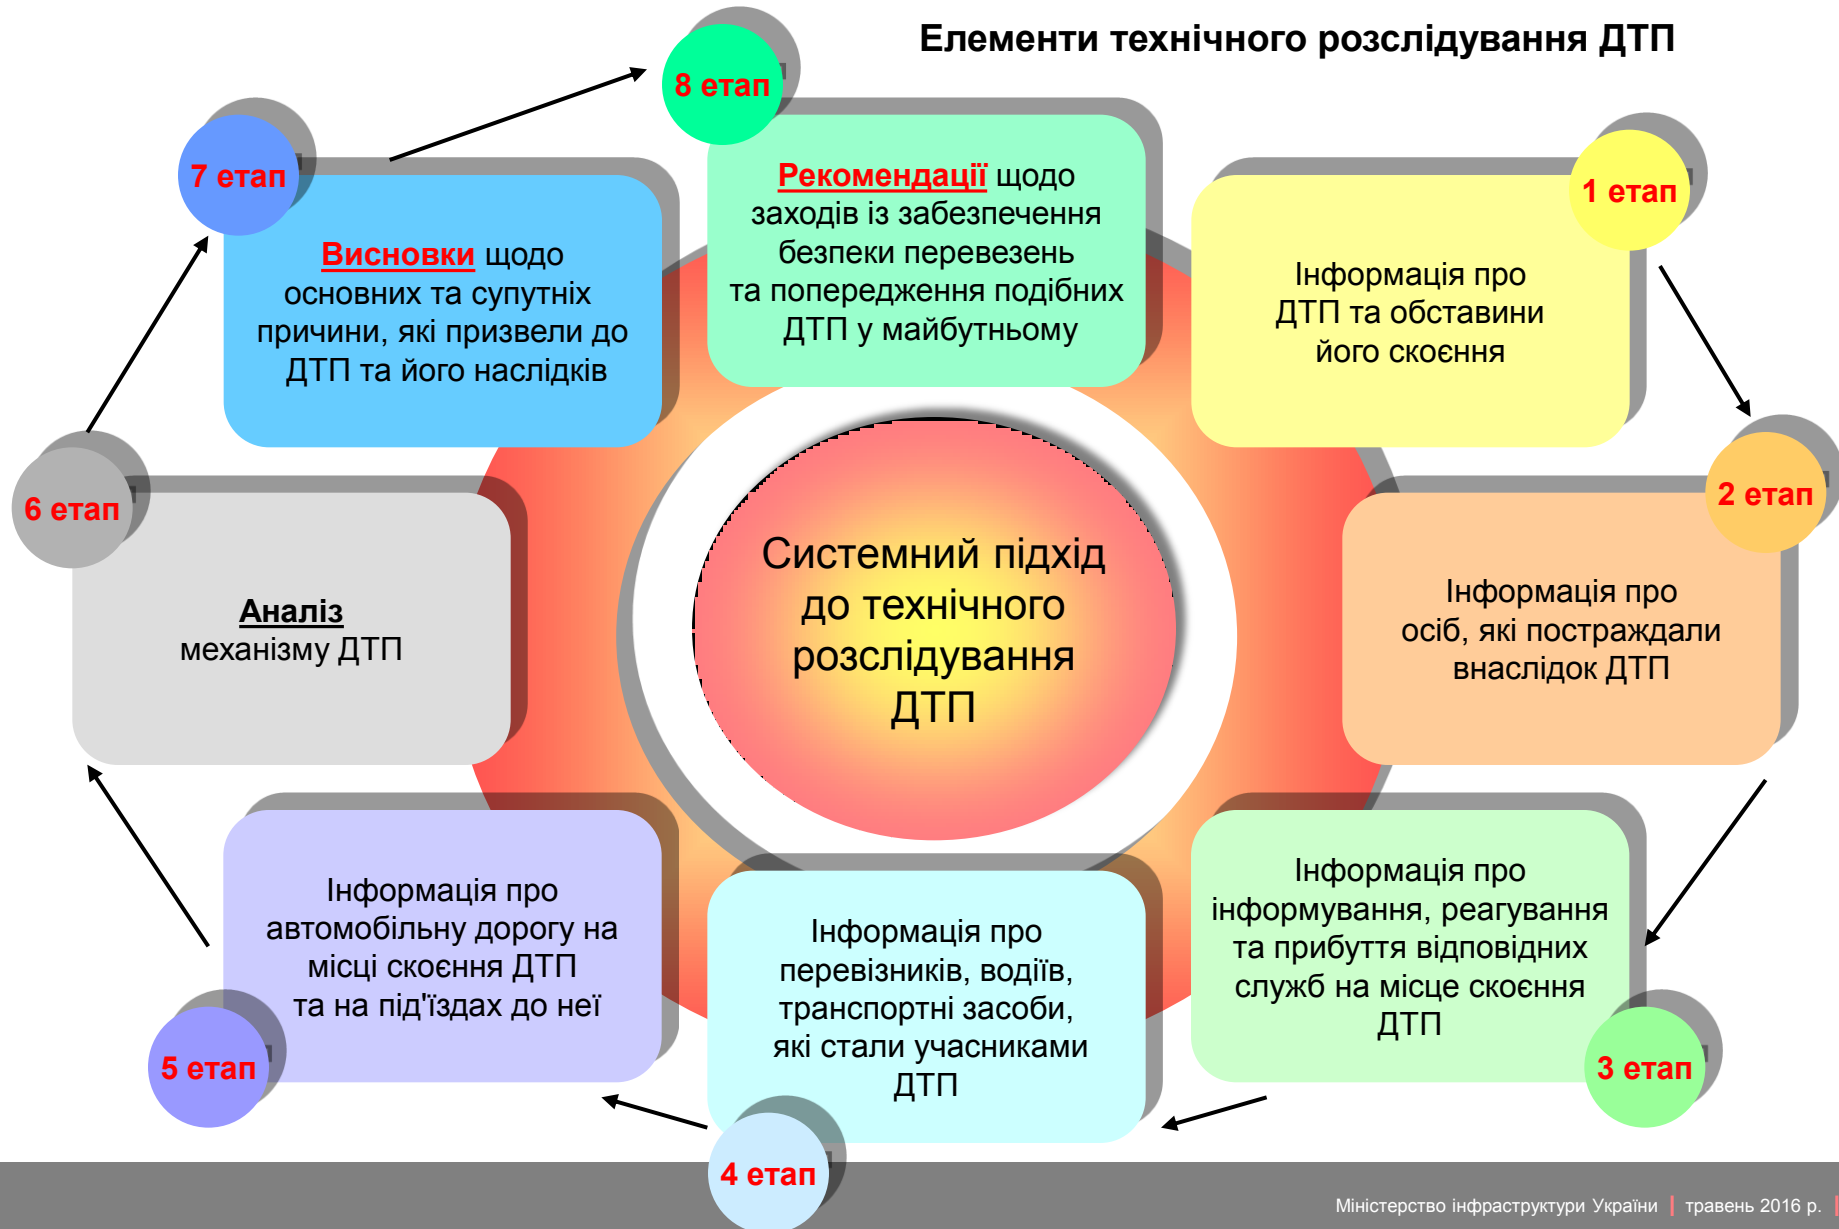 Елементи технічного розслідування ДТП
1 етап
Інформація про
ДТП та обставини
його скоєння
2 етап
Інформація про
осіб, які постраждали
внаслідок ДТП
3 етап
Інформація про
інформування, реагування
та прибуття відповідних
служб на місце скоєння
ДТП
4 етап
Інформація про
перевізників, водіїв,
транспортні засоби,
які стали учасниками
ДТП
5 етап
Інформація про
автомобільну дорогу на
місці скоєння ДТП
та на під'їздах до неї
6 етап
Аналіз
механізму ДТП
7 етап
Висновки щодо
основних та супутніх
причини, які призвели до
ДТП та його наслідків
8 етап
Рекомендації щодо
заходів із забезпечення
безпеки перевезень
та попередження подібних
ДТП у майбутньому
Системний підхід
до технічного
розслідування
ДТП
Міністерство інфраструктури України | травень 2016 р. |